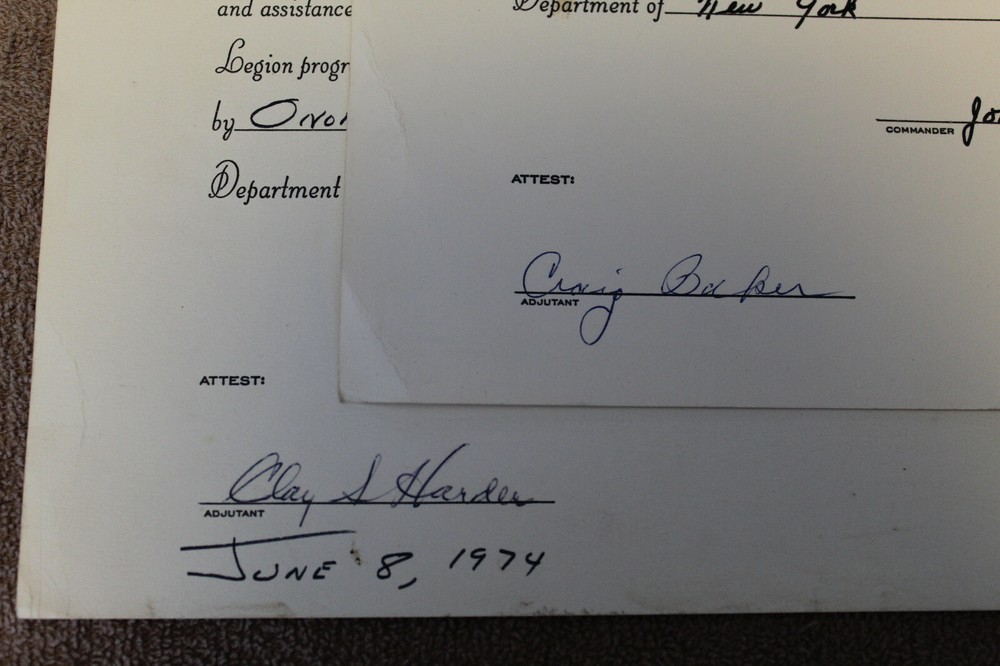 and assistance
Legion progr
by Orvo
Department
ATTEST:
Clay S Harden
ADJUTANT
JUNE 8, 1974
Department of New York
Jo
COMMANDER
ATTEST:
Craig Baker
ADJUTANT